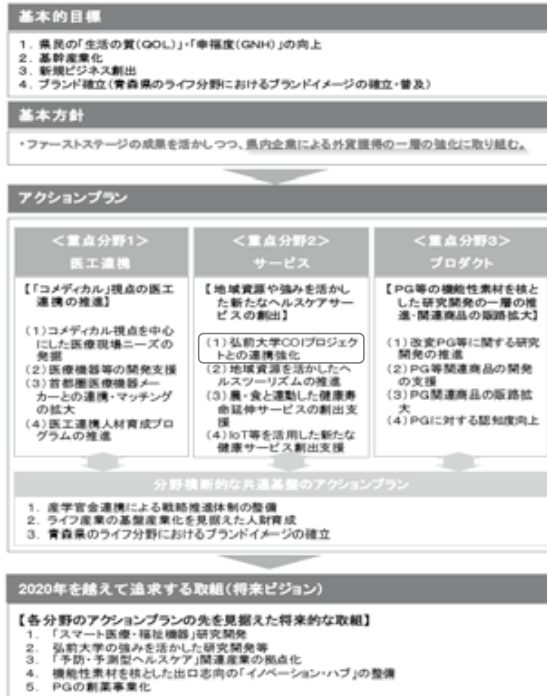 基本的目標
1. 県民の「生活の質(QOL)」・「幸福度(GNH)」の向上
2. 基幹産業化
3. 新規ビジネス創出
4. ブランド確立(青森県のライフ分野におけるブランドイメージの確立・普及)
基本方針
・ファーストステージの成果を活かしつつ、県内企業による外貨獲得の一層の強化に取り組む。
アクションプラン
<重点分野1>
医工連携
【「コメディカル」視点の医工
連携の推進】
(1)コメディカル視点を中心
にした医療現場ニーズの
発掘
(2)医療機器等の開発支援
(3)首都圏医療機器メー
カーとの連携・マッチング
の拡大
(4)医工連携人材育成プロ
グラムの推進
<重点分野2>
サービス
【地域資源や強みを活かし
た新たなヘルスケアサー
ビスの創出】
(1)弘前大学COIプロジェク
トとの連携強化
(2)地域資源を活かしたヘ
ルスツーリズムの推進
(3)農・食と連動した健康寿
命延伸サービスの創出支
援
(4)IoT等を活用した新たな
健康サービス創出支援
<重点分野3>
プロダクト
【PG等の機能性素材を核と
した研究開発の一層の推
進・関連商品の販路拡大】
(1)改変PG等に関する研究
開発の推進
(2)PG等関連商品の開発
の支援
(3)PG関連商品の販路拡
大
(4)PGに対する認知度向上
分野横断的な共通基盤のアクションプラン
1. 産学官金連携による戦略推進体制の整備
2. ライフ産業の基盤産業化を見据えた人財育成
3. 青森県のライフ分野におけるブランドイメージの確立
2020年を越えて追求する取組(将来ビジョン)
【各分野のアクションプランの先を見据えた将来的な取組】
1. 「スマート医療・福祉機器」研究開発
2. 弘前大学の強みを活かした研究開発等
3. 「予防・予測型ヘルスケア」関連産業の拠点化
4. 機能性素材を核とした出口志向の「イノベーション・ハブ」の整備
5. PGの創薬事業化